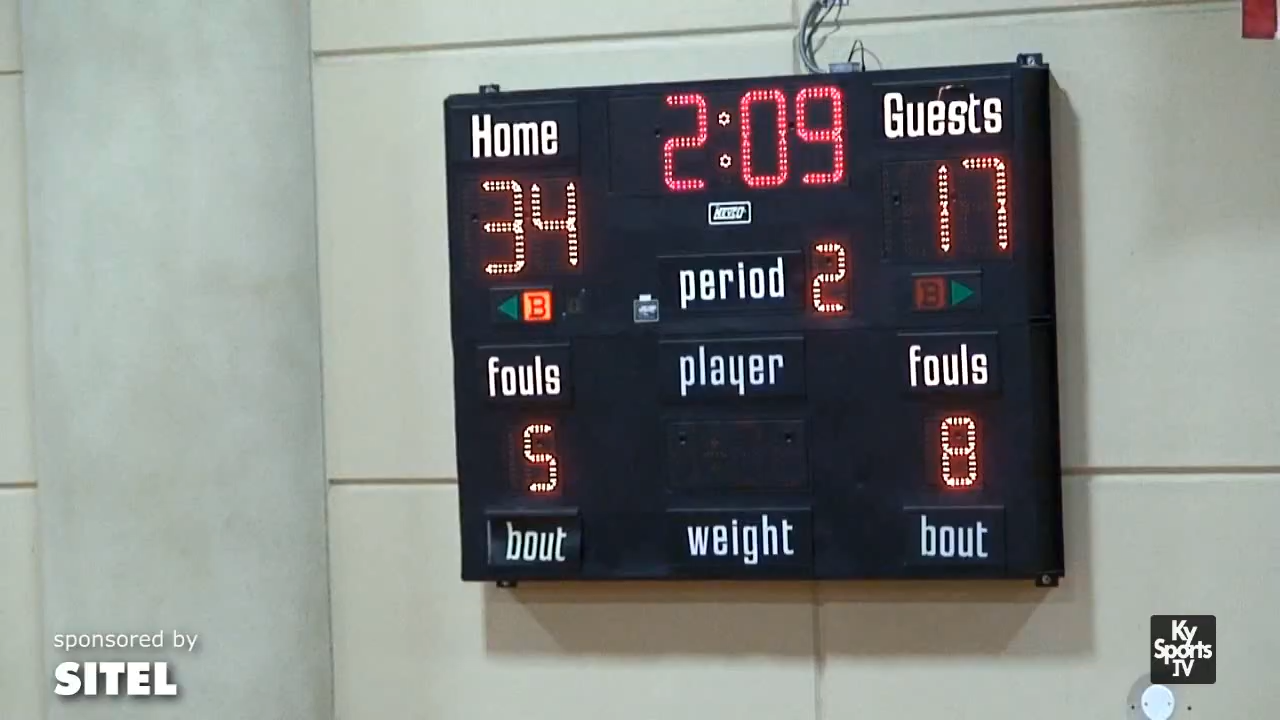 Home
2:09
Guests
34
17
period 2
B
B
fouls
player
fouls
5
8
bout
weight
bout
sponsored by
SITEL
Ky
Sports
TV